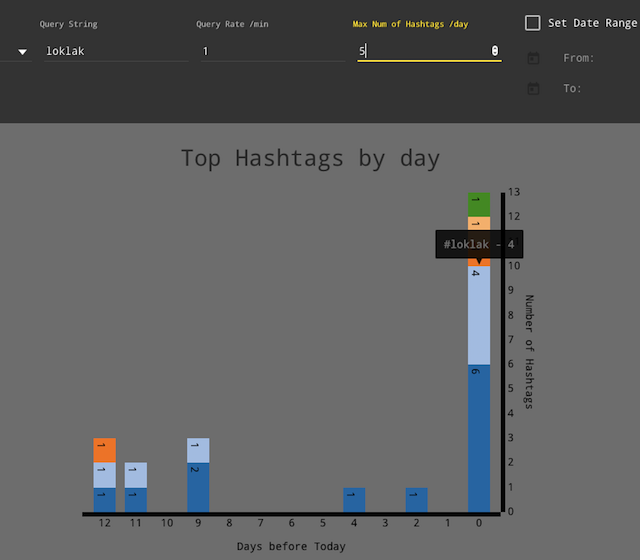 Query String
Query Rate /min
Max Num of Hashtags /day
Set Date Range
loklak
1
5
From:
To:
Top Hashtags by day
13
12
#loklak - 4
10
9
8
7
6
5
4
3
2
1
0
Number of Hashtags
1
1
4
6
1
1
1
1
1
1
2
1
1
12 11 10 9 8 7 6 5 4 3 2 1 0
Days before Today